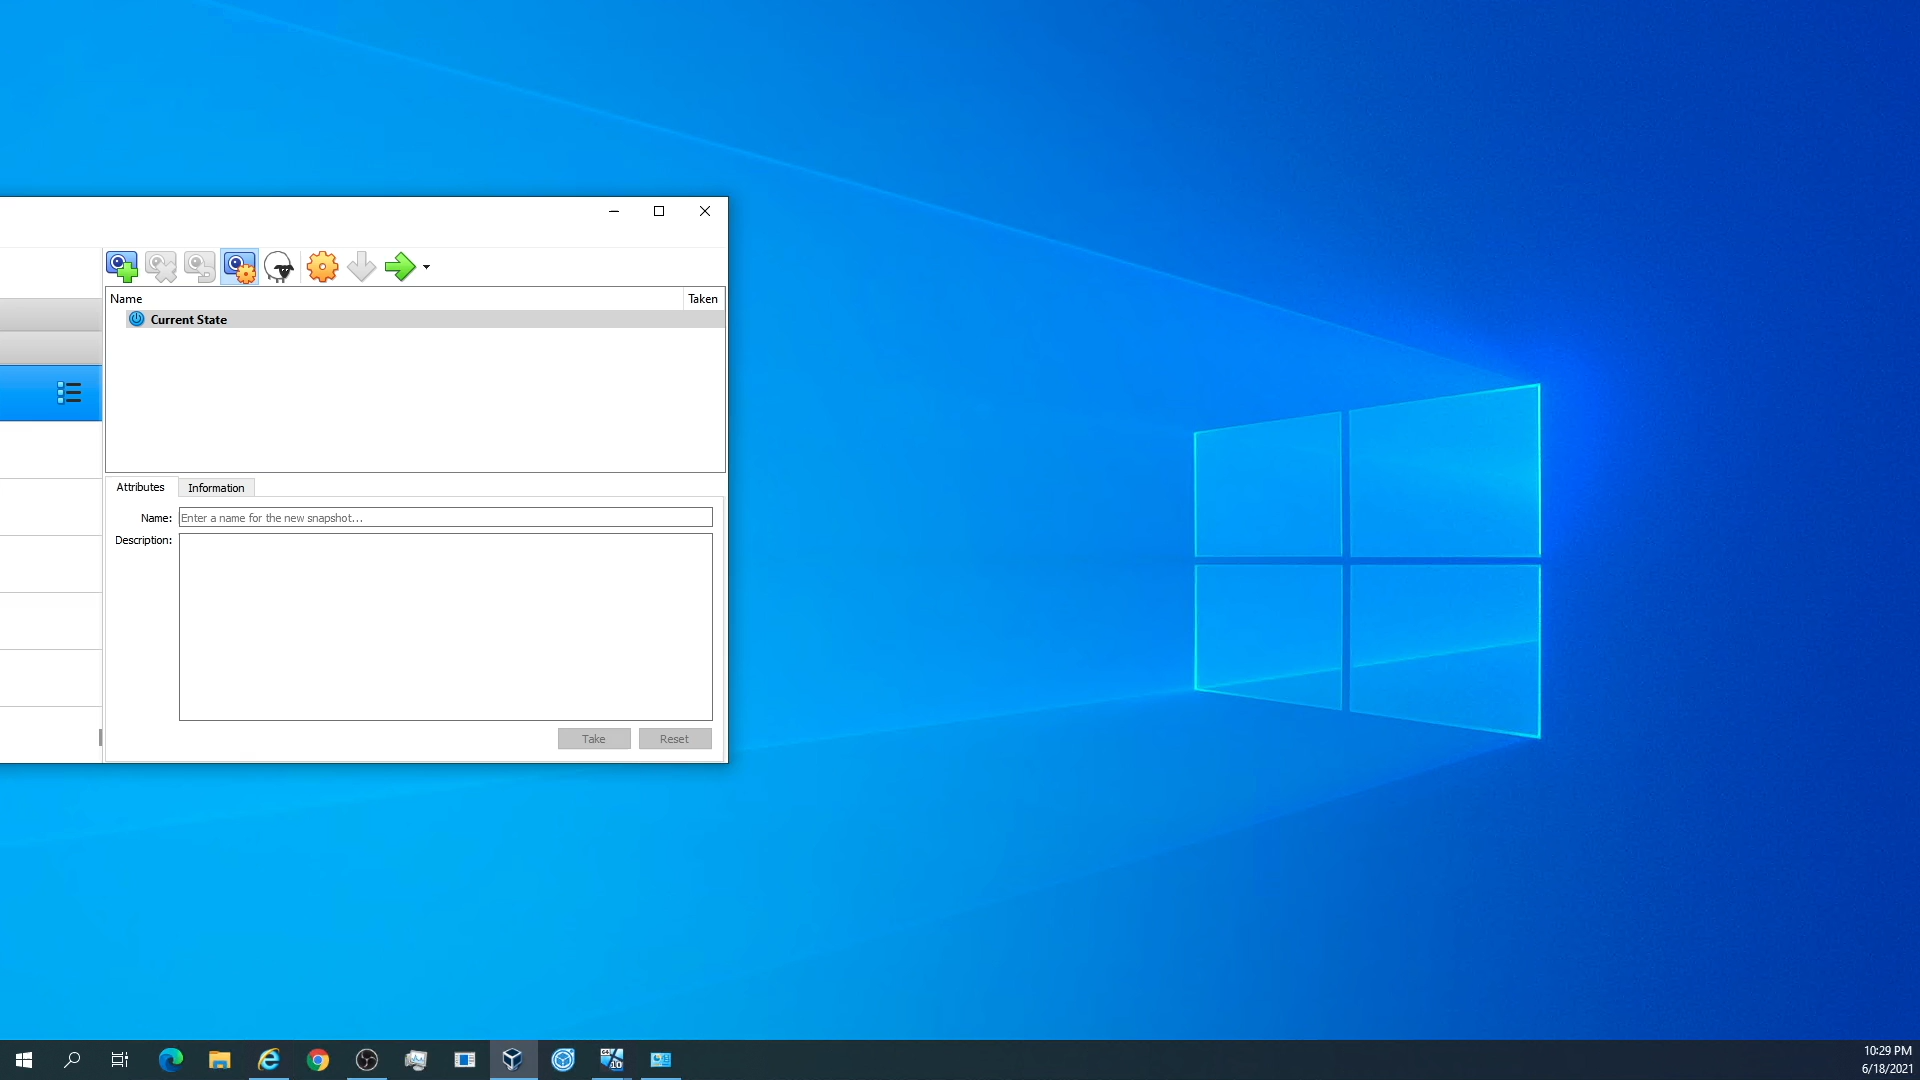 Name Taken
Current State
Attributes Information
Name: Enter a name for the new snapshot...
Description:
Take Reset
10:29 PM
6/18/2021